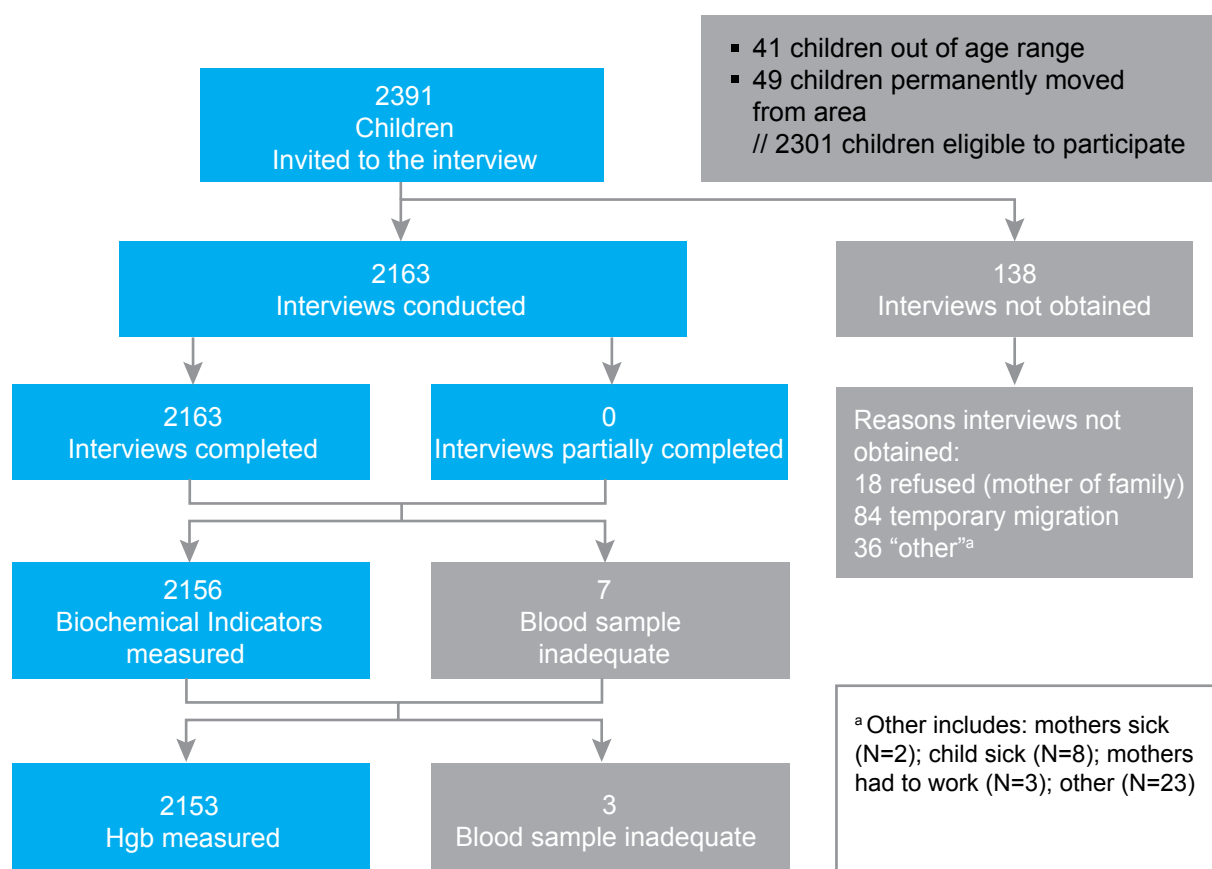 2391
Children
Invited to the interview
▪ 41 children out of age range
▪ 49 children permanently moved
from area
// 2301 children eligible to participate
2163
Interviews conducted
138
Interviews not obtained
2163
Interviews completed
0
Interviews partially completed
Reasons interviews not
obtained:
18 refused (mother of family)
84 temporary migration
36 “other”ᵃ
2156
Biochemical Indicators
measured
7
Blood sample
inadequate
ᵃ Other includes: mothers sick
(N=2); child sick (N=8); mothers
had to work (N=3); other (N=23)
2153
Hgb measured
3
Blood sample inadequate